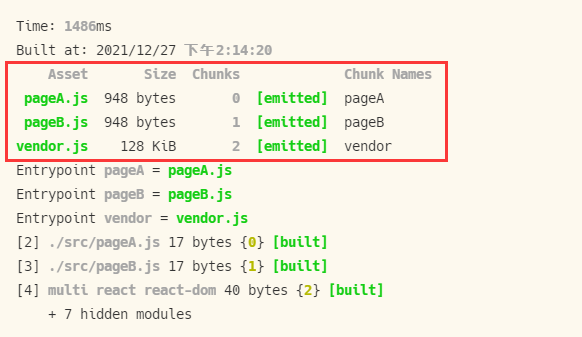 Time: 1486ms
Built at: 2021/12/27 下午2:14:20
Asset Size Chunks Chunk Names
pageA.js 948 bytes 0 [emitted] pageA
pageB.js 948 bytes 1 [emitted] pageB
vendor.js 128 KiB 2 [emitted] vendor
Entrypoint pageA = pageA.js
Entrypoint pageB = pageB.js
Entrypoint vendor = vendor.js
[2] ./src/pageA.js 17 bytes {0} [built]
[3] ./src/pageB.js 17 bytes {1} [built]
[4] multi react react-dom 40 bytes {2} [built]
+ 7 hidden modules